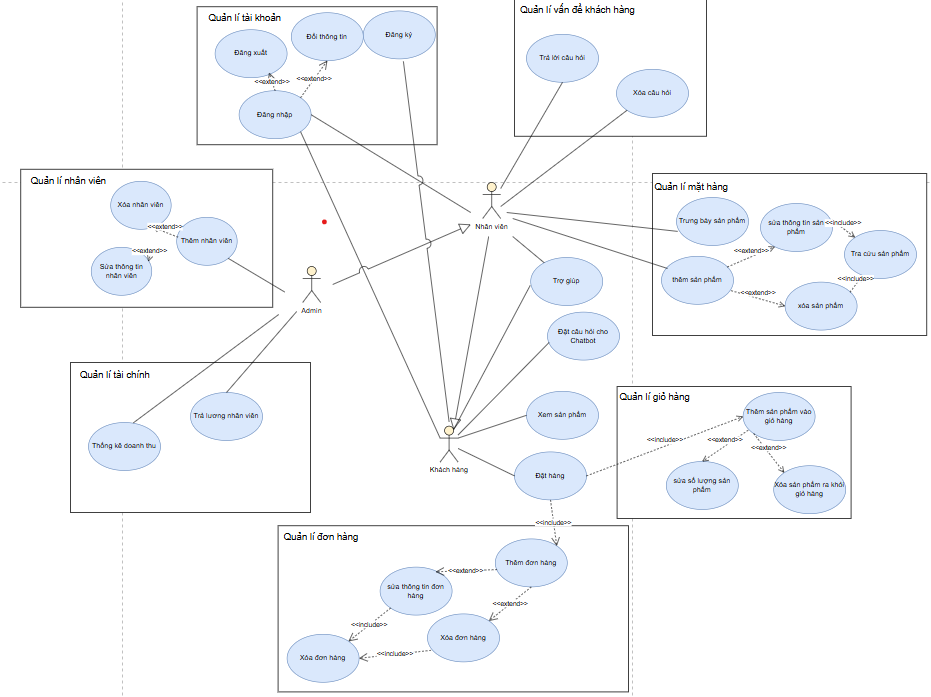 Quản lí tài khoản
Đăng xuất
Đổi thông tin
Đăng ký
<<extend>>
<<extend>>
Đăng nhập
Quản lí vấn đề khách hàng
Trả lời câu hỏi
Xóa câu hỏi
Quản lí nhân viên
Xóa nhân viên
<<extend>>
Thêm nhân viên
<<extend>>
Sửa thông tin
nhân viên
Nhân viên
Admin
Quản lí mặt hàng
Trưng bày sản phẩm
sửa thông tin sản
phẩm
<<include>>
<<extend>>
Tra cứu sản phẩm
thêm sản phẩm
<<include>>
<<extend>>
xóa sản phẩm
Trợ giúp
Đặt câu hỏi cho
Chatbot
Xem sản phẩm
Đặt hàng
Khách hàng
Quản lí tài chính
Trả lương nhân viên
Thống kê doanh thu
Quản lí giỏ hàng
Thêm sản phẩm vào
giỏ hàng
<<include>>
<<extend>>
<<extend>>
sửa số lượng sản
phẩm
Xóa sản phẩm ra khỏi
giỏ hàng
<<include>>
Quản lí đơn hàng
Thêm đơn hàng
<<extend>>
sửa thông tin đơn
hàng
<<extend>>
<<include>>
Xóa đơn hàng
<<include>>
Xóa đơn hàng